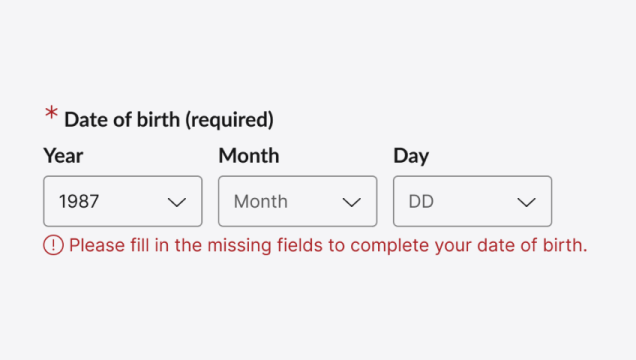 * Date of birth (required)
Year Month Day
1987 Month DD
Please fill in the missing fields to complete your date of birth.